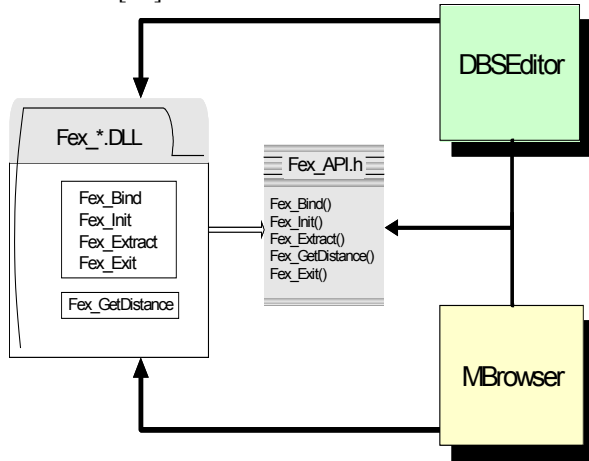 DBSEditor
Fex_*.DLL
Fex_Bind
Fex_Init
Fex_Extract
Fex_Exit
Fex_GetDistance
Fex_API.h
Fex_Bind()
Fex_Init()
Fex_Extract()
Fex_GetDistance()
Fex_Exit()
MBrowser